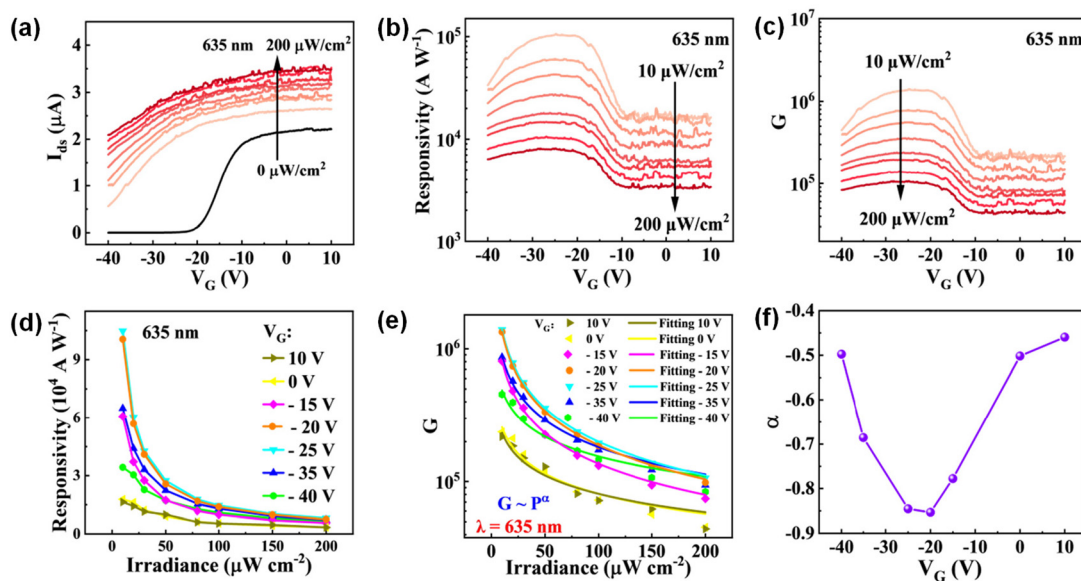 (a)
635 nm
200 μW/cm²
0 μW/cm²
I_ds (μA)
4
3
2
1
0
-40 -30 -20 -10 0 10
V_G (V)
(b)
635 nm
10 μW/cm²
200 μW/cm²
Responsivity (A W⁻¹)
10⁵
10⁴
10³
-40 -30 -20 -10 0 10
V_G (V)
(c)
635 nm
10 μW/cm²
200 μW/cm²
G
10⁷
10⁶
10⁵
-40 -30 -20 -10 0 10
V_G (V)
(d)
635 nm
V_G:
10 V
0 V
- 15 V
- 20 V
- 25 V
- 35 V
- 40 V
Responsivity (10⁴ A W⁻¹)
9
6
3
0
0 50 100 150 200
Irradiance (μW cm⁻²)
(e)
V_G:
10 V Fitting 10 V
0 V Fitting 0 V
- 15 V Fitting - 15 V
- 20 V Fitting - 20 V
- 25 V Fitting - 25 V
- 35 V Fitting - 35 V
- 40 V Fitting - 40 V
G ~ P^α
λ = 635 nm
G
10⁶
10⁵
0 50 100 150 200
Irradiance (μW cm⁻²)
(f)
α
-0.5
-0.6
-0.7
-0.8
-0.9
-40 -30 -20 -10 0 10
V_G (V)